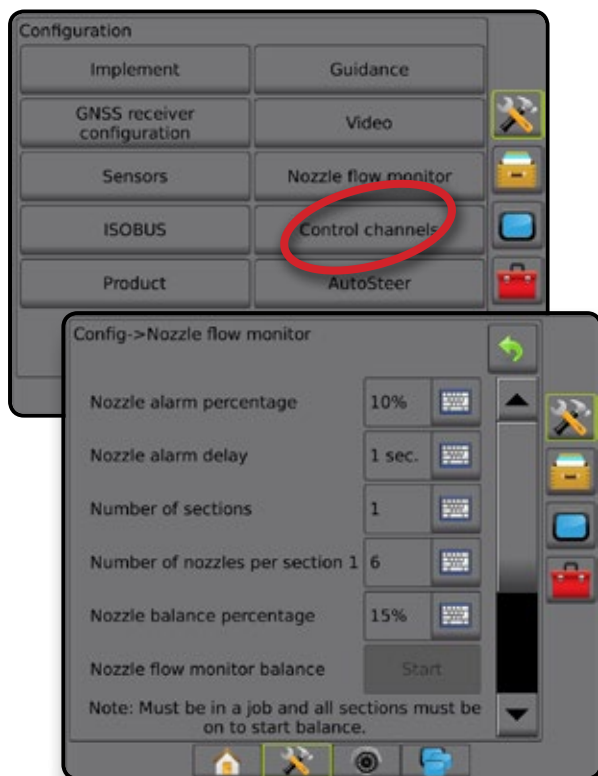 Configuration
Implement
Guidance
GNSS receiver
configuration
Video
Sensors
Nozzle flow monitor
ISOBUS
Control channels
Product
AutoSteer
Config->Nozzle flow monitor
Nozzle alarm percentage 10%
Nozzle alarm delay 1 sec.
Number of sections 1
Number of nozzles per section 1 6
Nozzle balance percentage 15%
Nozzle flow monitor balance Start
Note: Must be in a job and all sections must be
on to start balance.